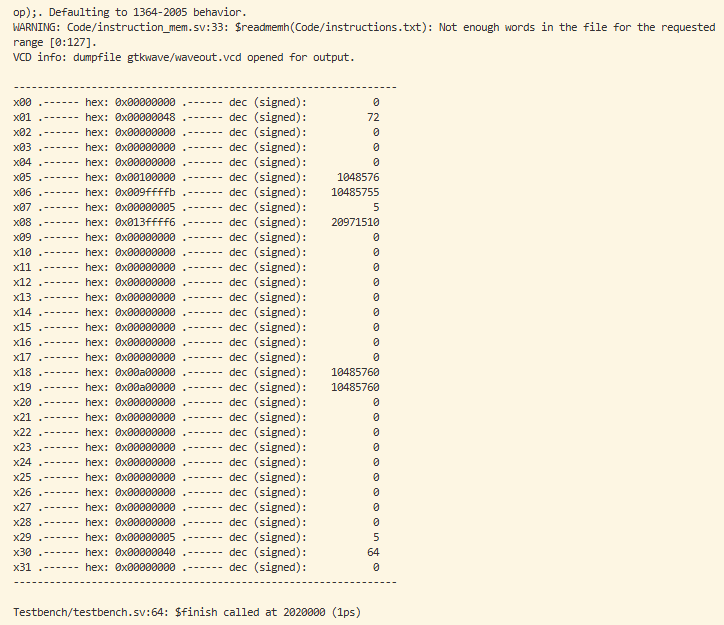 op);. Defaulting to 1364-2005 behavior.
WARNING: Code/instruction_mem.sv:33: $readmemh(Code/instructions.txt): Not enough words in the file for the requested
range [0:127].
VCD info: dumpfile gtkwave/waveout.vcd opened for output.
----------------------------------------------------------------
x00 .------ hex: 0x00000000 .------ dec (signed):           0
x01 .------ hex: 0x00000048 .------ dec (signed):          72
x02 .------ hex: 0x00000000 .------ dec (signed):           0
x03 .------ hex: 0x00000000 .------ dec (signed):           0
x04 .------ hex: 0x00000000 .------ dec (signed):           0
x05 .------ hex: 0x00100000 .------ dec (signed):     1048576
x06 .------ hex: 0x009ffffb .------ dec (signed):    10485755
x07 .------ hex: 0x00000005 .------ dec (signed):           5
x08 .------ hex: 0x013ffff6 .------ dec (signed):    20971510
x09 .------ hex: 0x00000000 .------ dec (signed):           0
x10 .------ hex: 0x00000000 .------ dec (signed):           0
x11 .------ hex: 0x00000000 .------ dec (signed):           0
x12 .------ hex: 0x00000000 .------ dec (signed):           0
x13 .------ hex: 0x00000000 .------ dec (signed):           0
x14 .------ hex: 0x00000000 .------ dec (signed):           0
x15 .------ hex: 0x00000000 .------ dec (signed):           0
x16 .------ hex: 0x00000000 .------ dec (signed):           0
x17 .------ hex: 0x00000000 .------ dec (signed):           0
x18 .------ hex: 0x00a00000 .------ dec (signed):    10485760
x19 .------ hex: 0x00a00000 .------ dec (signed):    10485760
x20 .------ hex: 0x00000000 .------ dec (signed):           0
x21 .------ hex: 0x00000000 .------ dec (signed):           0
x22 .------ hex: 0x00000000 .------ dec (signed):           0
x23 .------ hex: 0x00000000 .------ dec (signed):           0
x24 .------ hex: 0x00000000 .------ dec (signed):           0
x25 .------ hex: 0x00000000 .------ dec (signed):           0
x26 .------ hex: 0x00000000 .------ dec (signed):           0
x27 .------ hex: 0x00000000 .------ dec (signed):           0
x28 .------ hex: 0x00000000 .------ dec (signed):           0
x29 .------ hex: 0x00000005 .------ dec (signed):           5
x30 .------ hex: 0x00000040 .------ dec (signed):          64
x31 .------ hex: 0x00000000 .------ dec (signed):           0
----------------------------------------------------------------
Testbench/testbench.sv:64: $finish called at 2020000 (1ps)